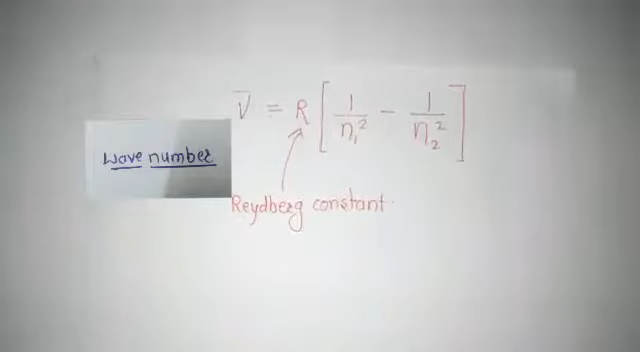 V̄ = R [ 1/n₁² − 1/n₂² ]
Wave number
Reydberg constant.